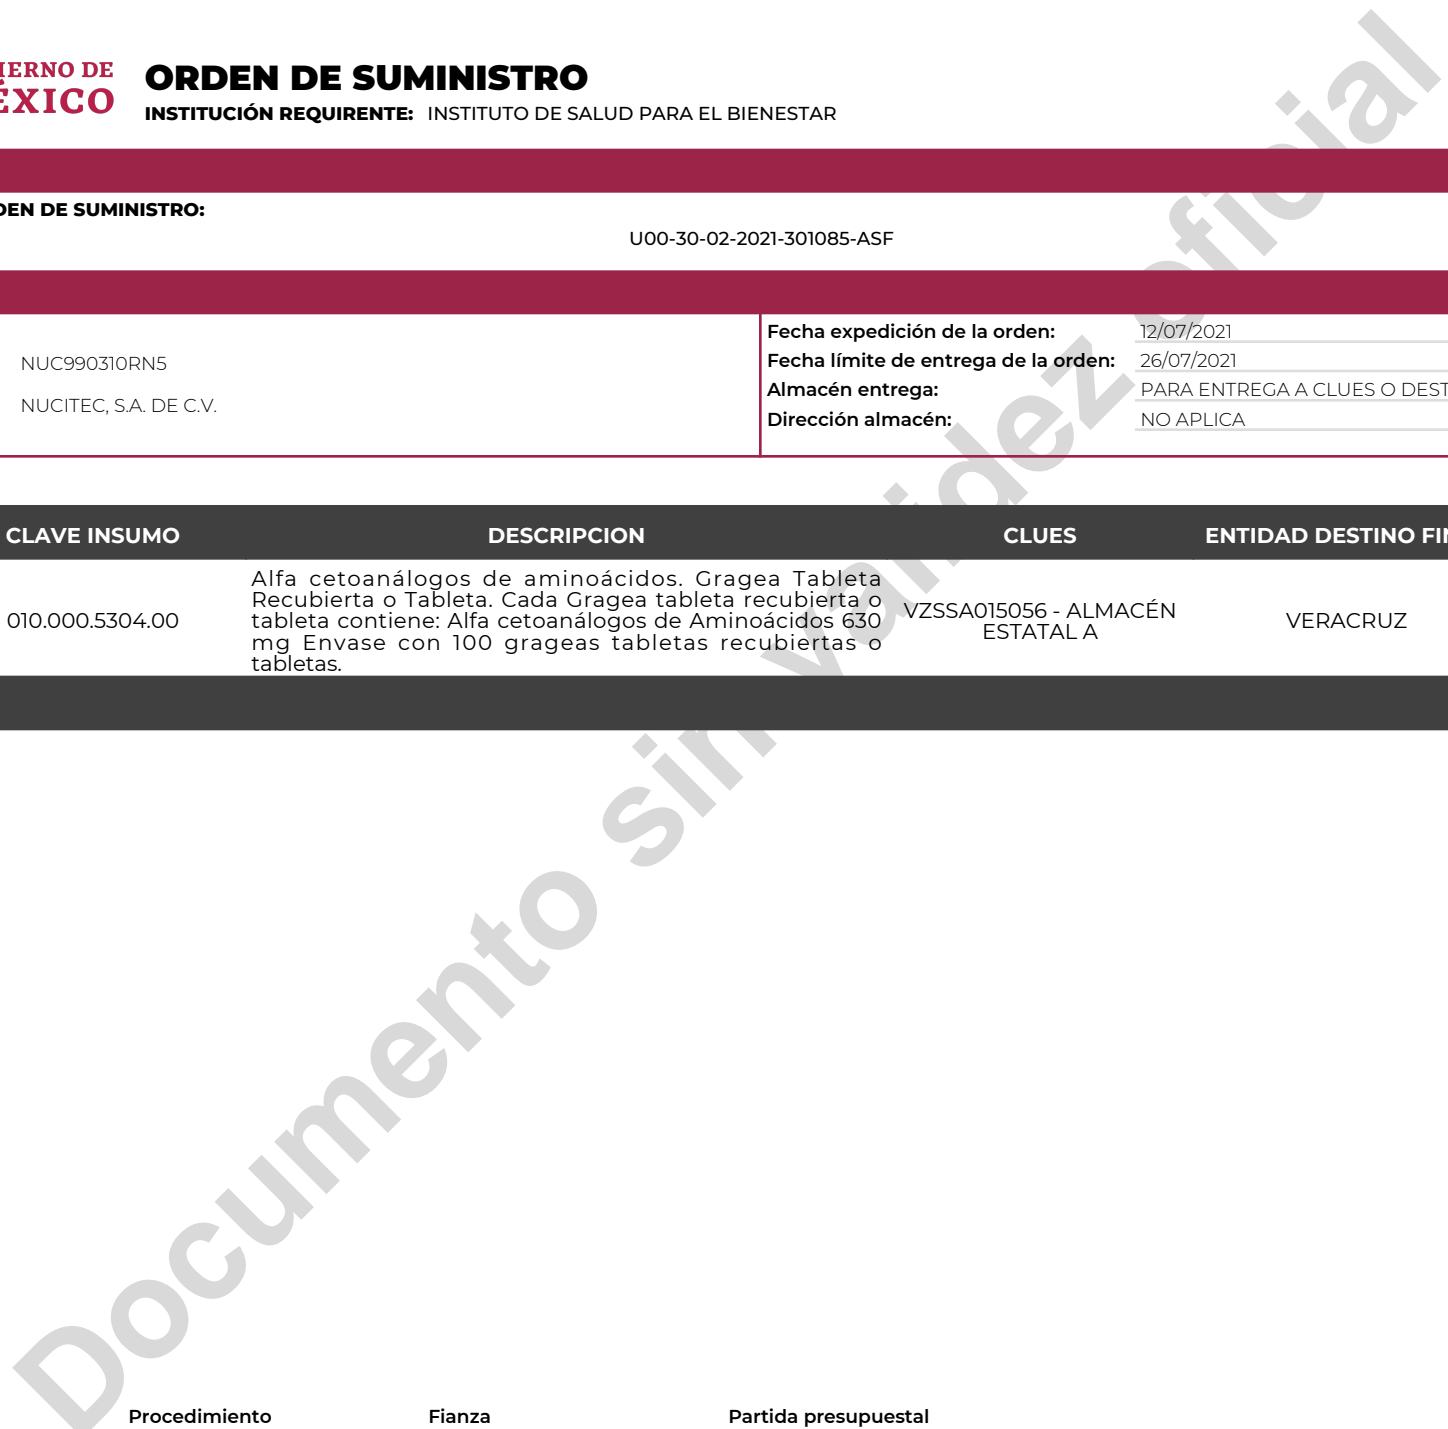 IERNO DE
ÉXICO
ORDEN DE SUMINISTRO
INSTITUCIÓN REQUIRENTE: INSTITUTO DE SALUD PARA EL BIENESTAR
DEN DE SUMINISTRO:
U00-30-02-2021-301085-ASF
NUC990310RN5
NUCITEC, S.A. DE C.V.
Fecha expedición de la orden: 12/07/2021
Fecha límite de entrega de la orden: 26/07/2021
Almacén entrega: PARA ENTREGA A CLUES O DEST
Dirección almacén: NO APLICA
CLAVE INSUMO DESCRIPCION CLUES ENTIDAD DESTINO FIN
010.000.5304.00
Alfa cetoanálogos de aminoácidos. Gragea Tableta
Recubierta o Tableta. Cada Gragea tableta recubierta o
tableta contiene: Alfa cetoanálogos de Aminoácidos 630
mg Envase con 100 grageas tabletas recubiertas o
tabletas.
VZSSA015056 - ALMACÉN
ESTATAL A
VERACRUZ
Documento sin validez oficial
Procedimiento Fianza Partida presupuestal